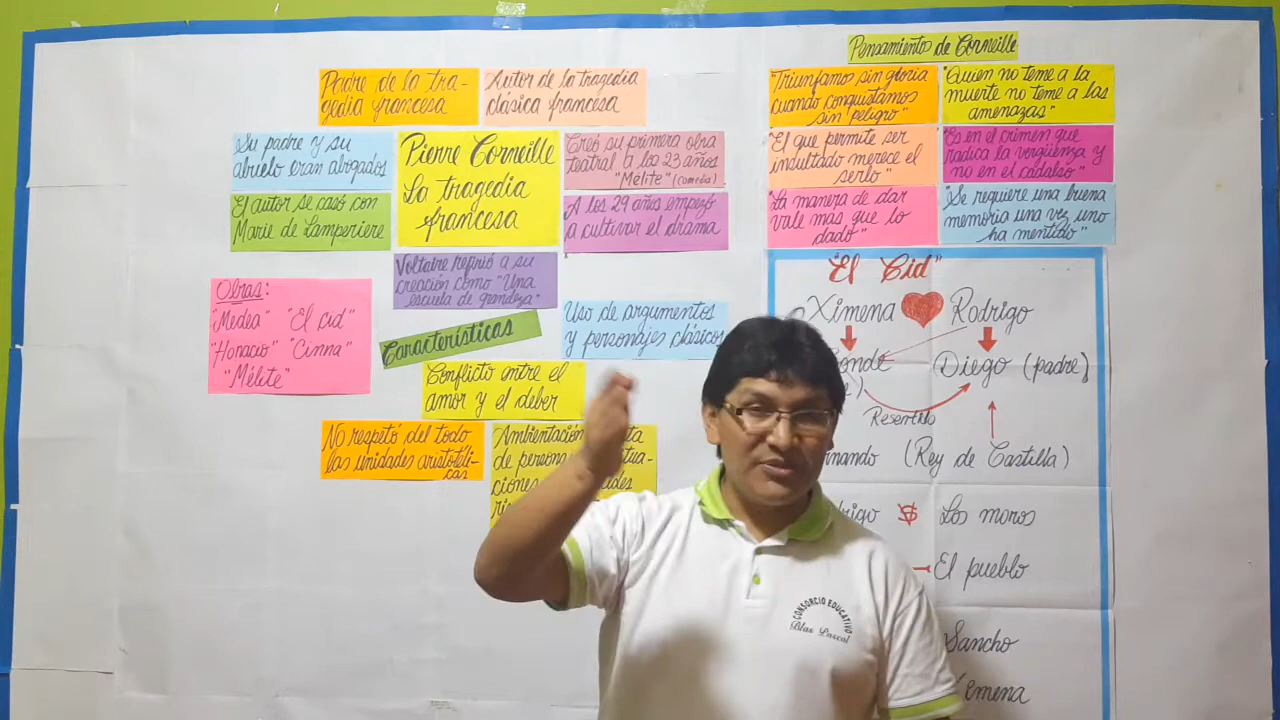 Padre de la tra-
gedia francesa
Autor de la tragedia
clásica francesa
Su padre y su
abuelo eran abogados
Pierre Corneille
La tragedia
francesa
Creó su primera obra
teatral a los 23 años
"Mélite" (comedia)
El autor se casó con
Marie de Lamperiere
A los 29 años empezó
a cultivar el drama
Voltaire refirió a su
creación como "Una
escuela de grandeza"
Obras:
"Medea" "El cid"
"Horacio" "Cinna"
"Mélite"
Características
Uso de argumentos
y personajes clásicos
Conflicto entre el
amor y el deber
No respetó del todo
las unidades aristotéli-
cas
Ambientación
de
ciones
Pensamientos de Corneille
"Triunfamos sin gloria
cuando conquistamos
sin peligro"
"Quien no teme a la
muerte no teme a las
amenazas"
"El que permite ser
insultado merece el
serlo"
"Es en el crimen que
radica la vergüenza y
no en el cadalso"
"La manera de dar
vale más que lo
dado"
"Se requiere una buena
memoria una vez uno
ha mentido"
"El Cid"
Ximena Rodrigo
Diego (padre)
Resentido
(Rey de Castilla)
VS Los moros
El pueblo
Sancho
CONSORCIO EDUCATIVO
Blas Pascal